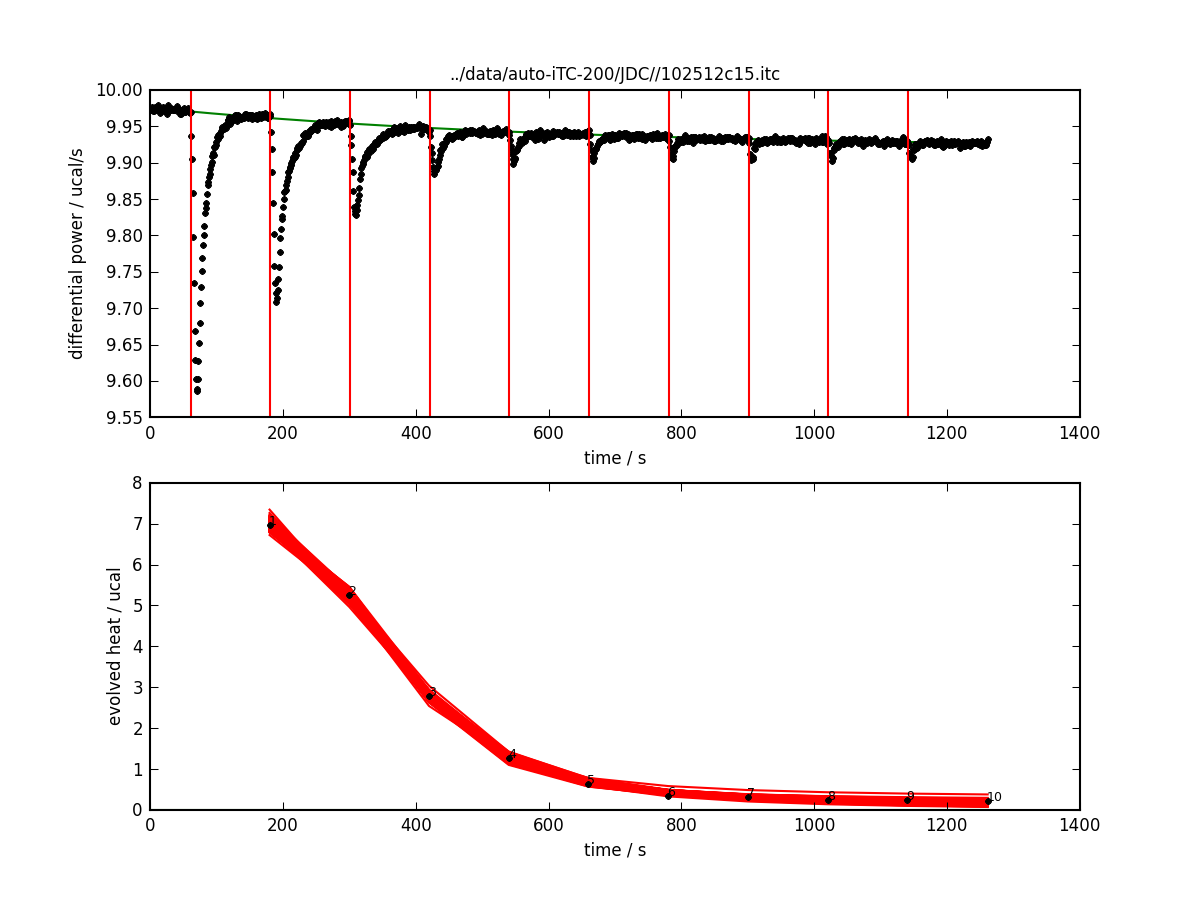 ../data/auto-iTC-200/JDC//102512c15.itc
10.00
9.95
9.90
9.85
9.80
9.75
9.70
9.65
9.60
9.55
differential power / ucal/s
0 200 400 600 800 1000 1200 1400
time / s
8
7
6
5
4
3
2
1
0
evolved heat / ucal
1 2 3 4 5 6 7 8 9 10
0 200 400 600 800 1000 1200 1400
time / s